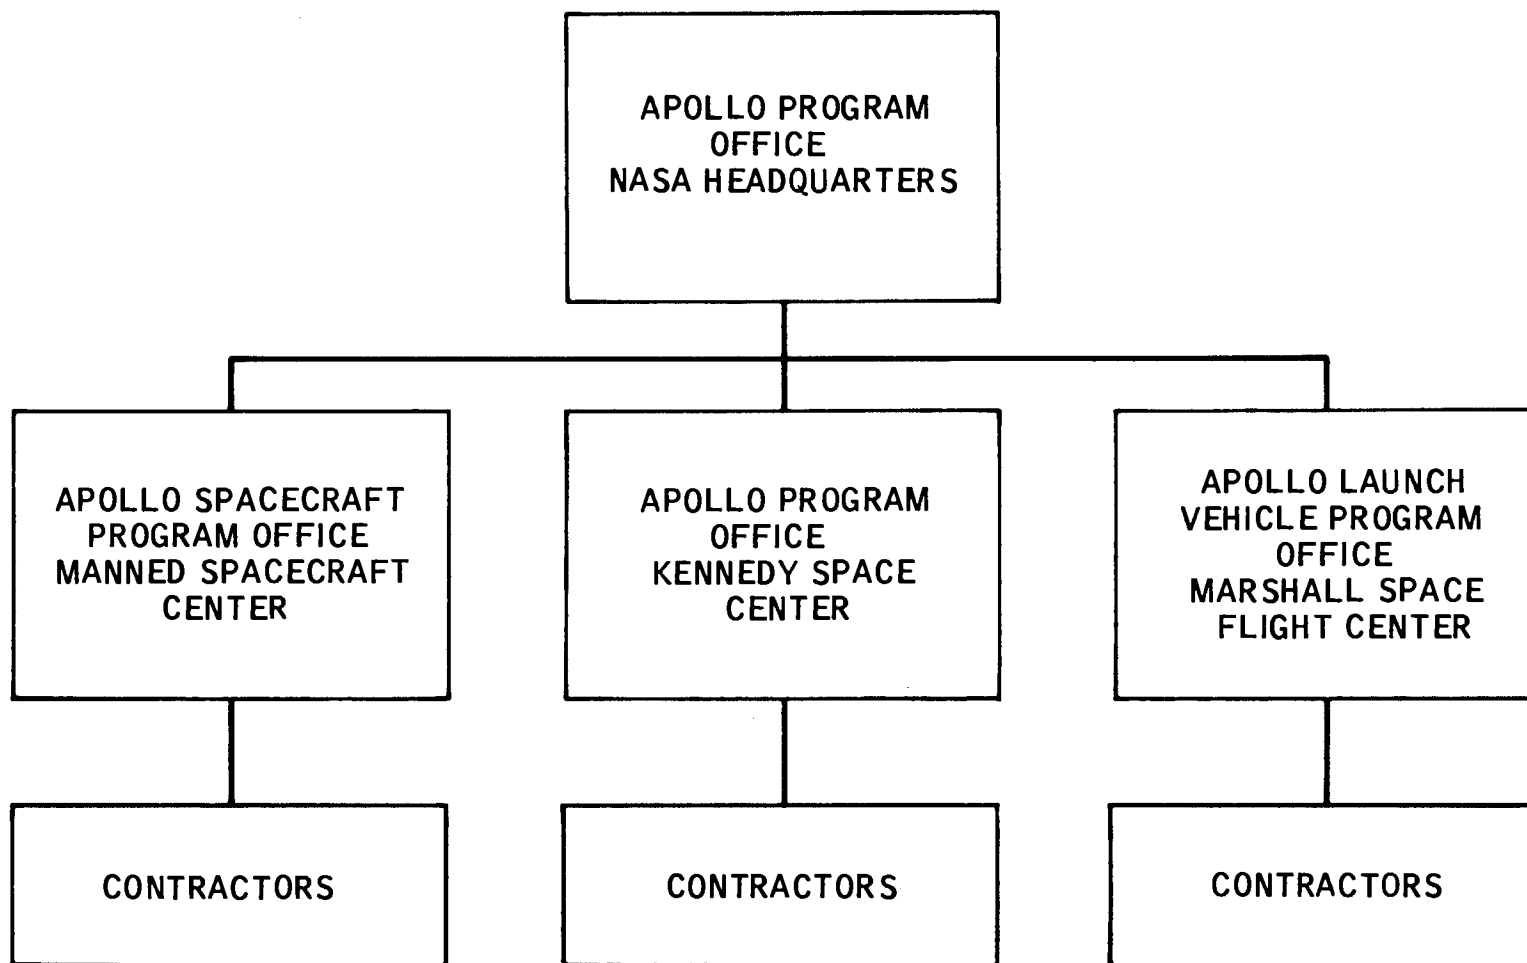 APOLLO PROGRAM
OFFICE
NASA HEADQUARTERS
APOLLO SPACECRAFT
PROGRAM OFFICE
MANNED SPACECRAFT
CENTER
APOLLO PROGRAM
OFFICE
KENNEDY SPACE
CENTER
APOLLO LAUNCH
VEHICLE PROGRAM
OFFICE
MARSHALL SPACE
FLIGHT CENTER
CONTRACTORS
CONTRACTORS
CONTRACTORS